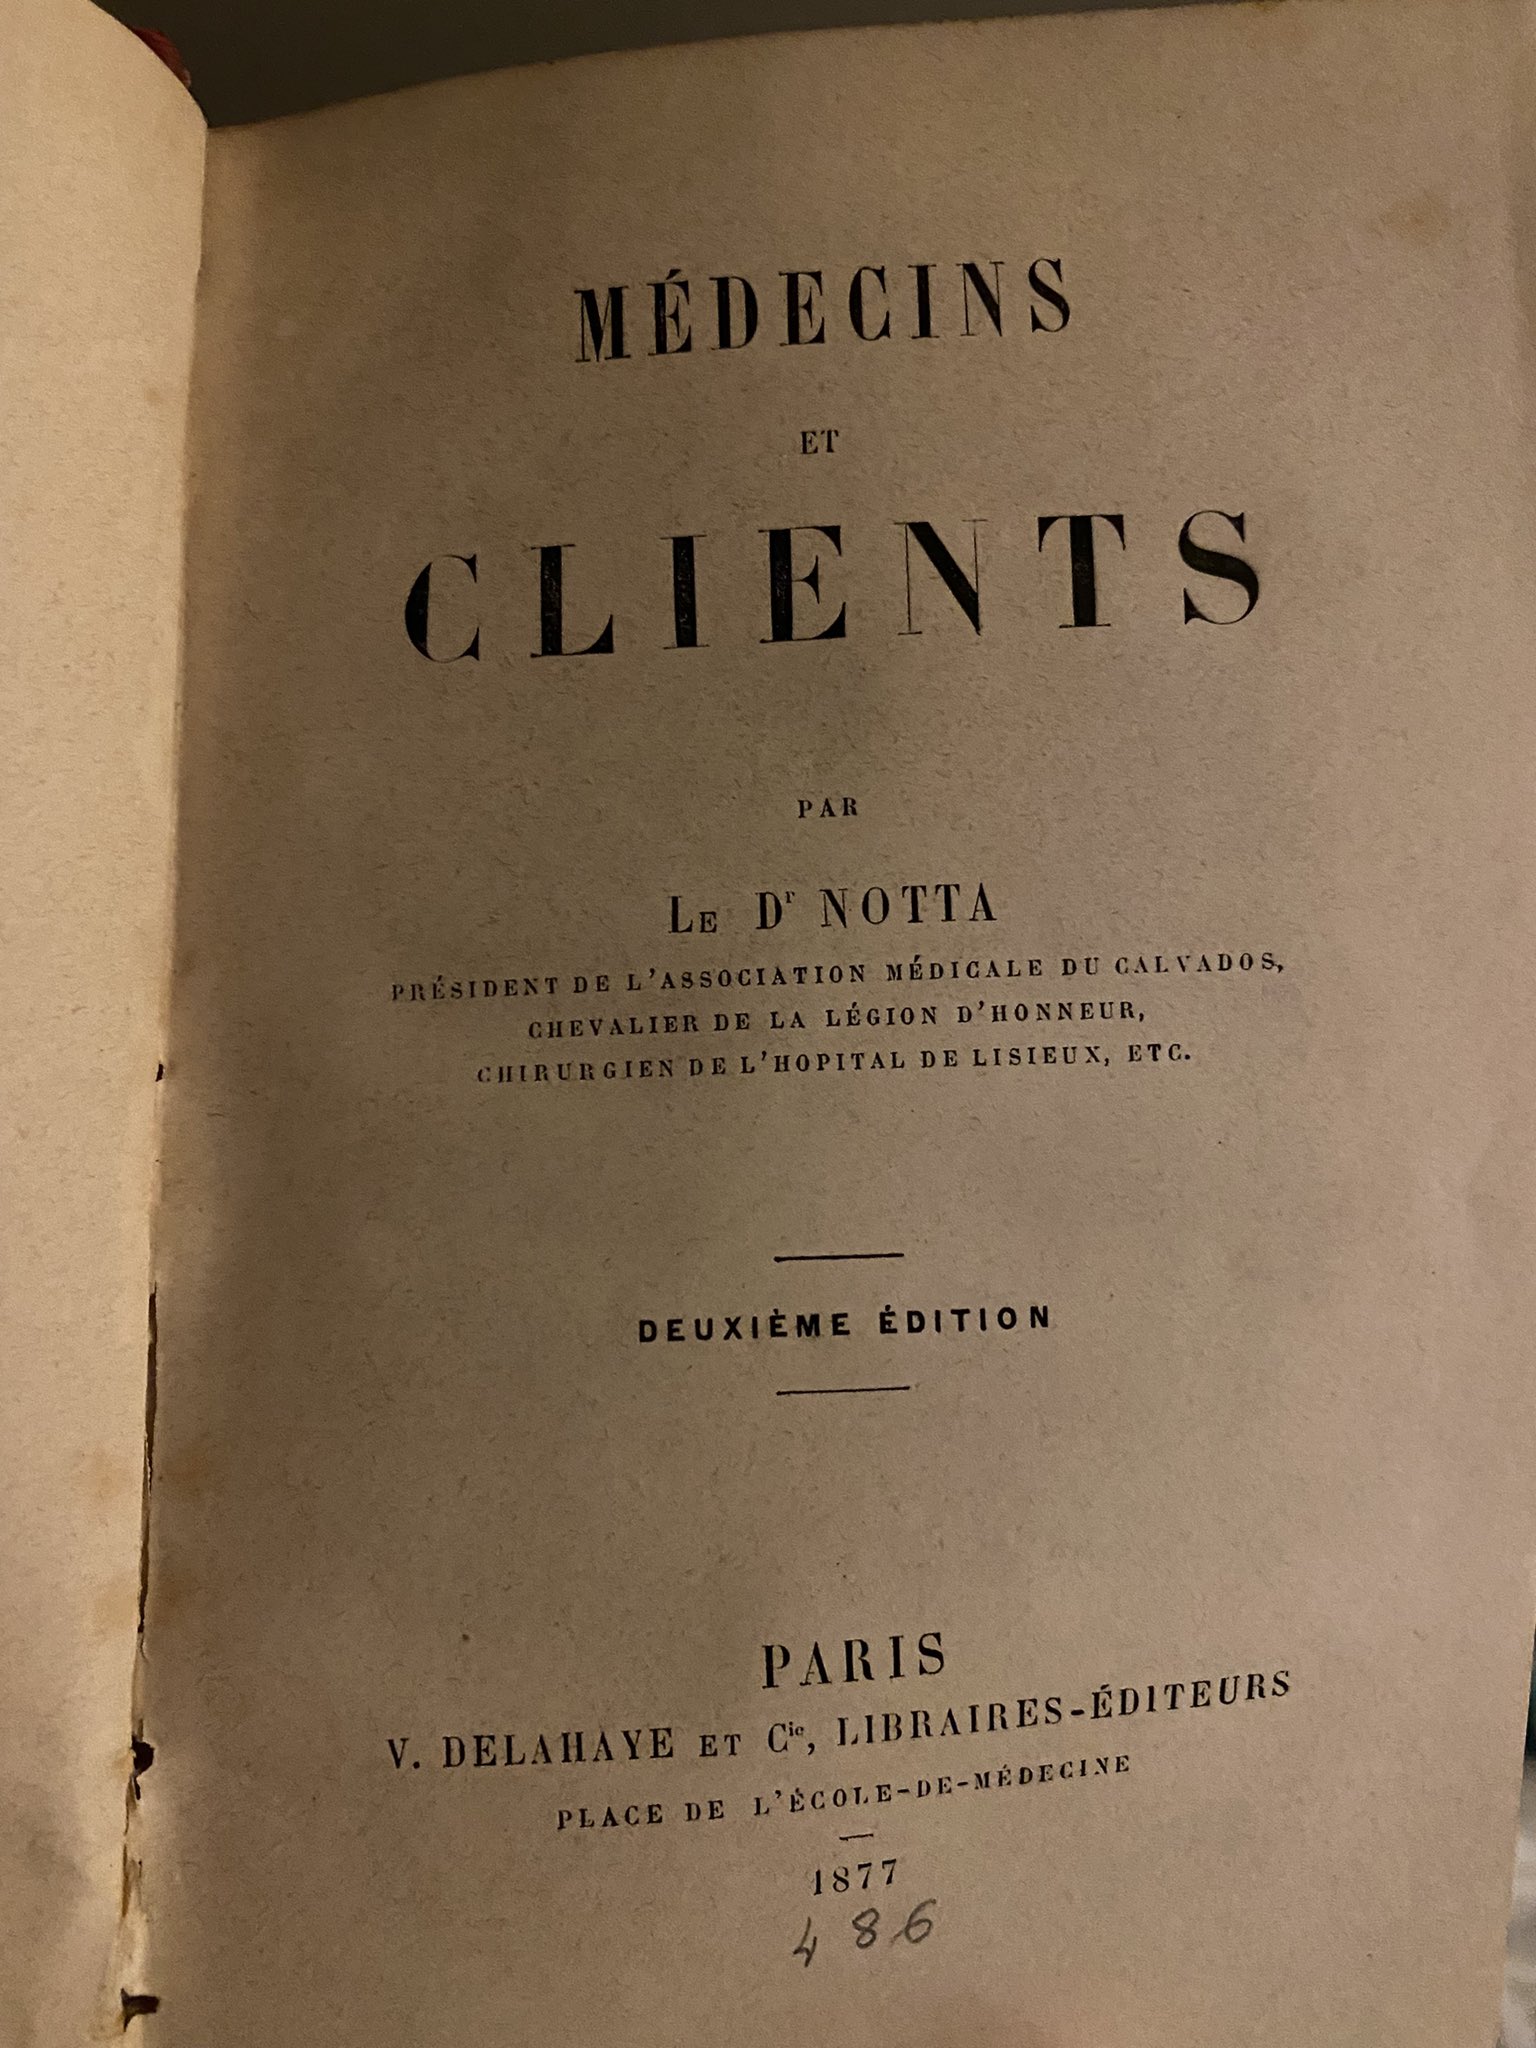 MÉDECINS
ET
CLIENTS
PAR
LE Dr NOTTA
PRÉSIDENT DE L'ASSOCIATION MÉDICALE DU CALVADOS,
CHEVALIER DE LA LÉGION D'HONNEUR,
CHIRURGIEN DE L'HOPITAL DE LISIEUX, ETC.
DEUXIÈME ÉDITION
PARIS
V. DELAHAYE ET Cie, LIBRAIRES-ÉDITEURS
PLACE DE L'ÉCOLE-DE-MÉDECINE
1877
486